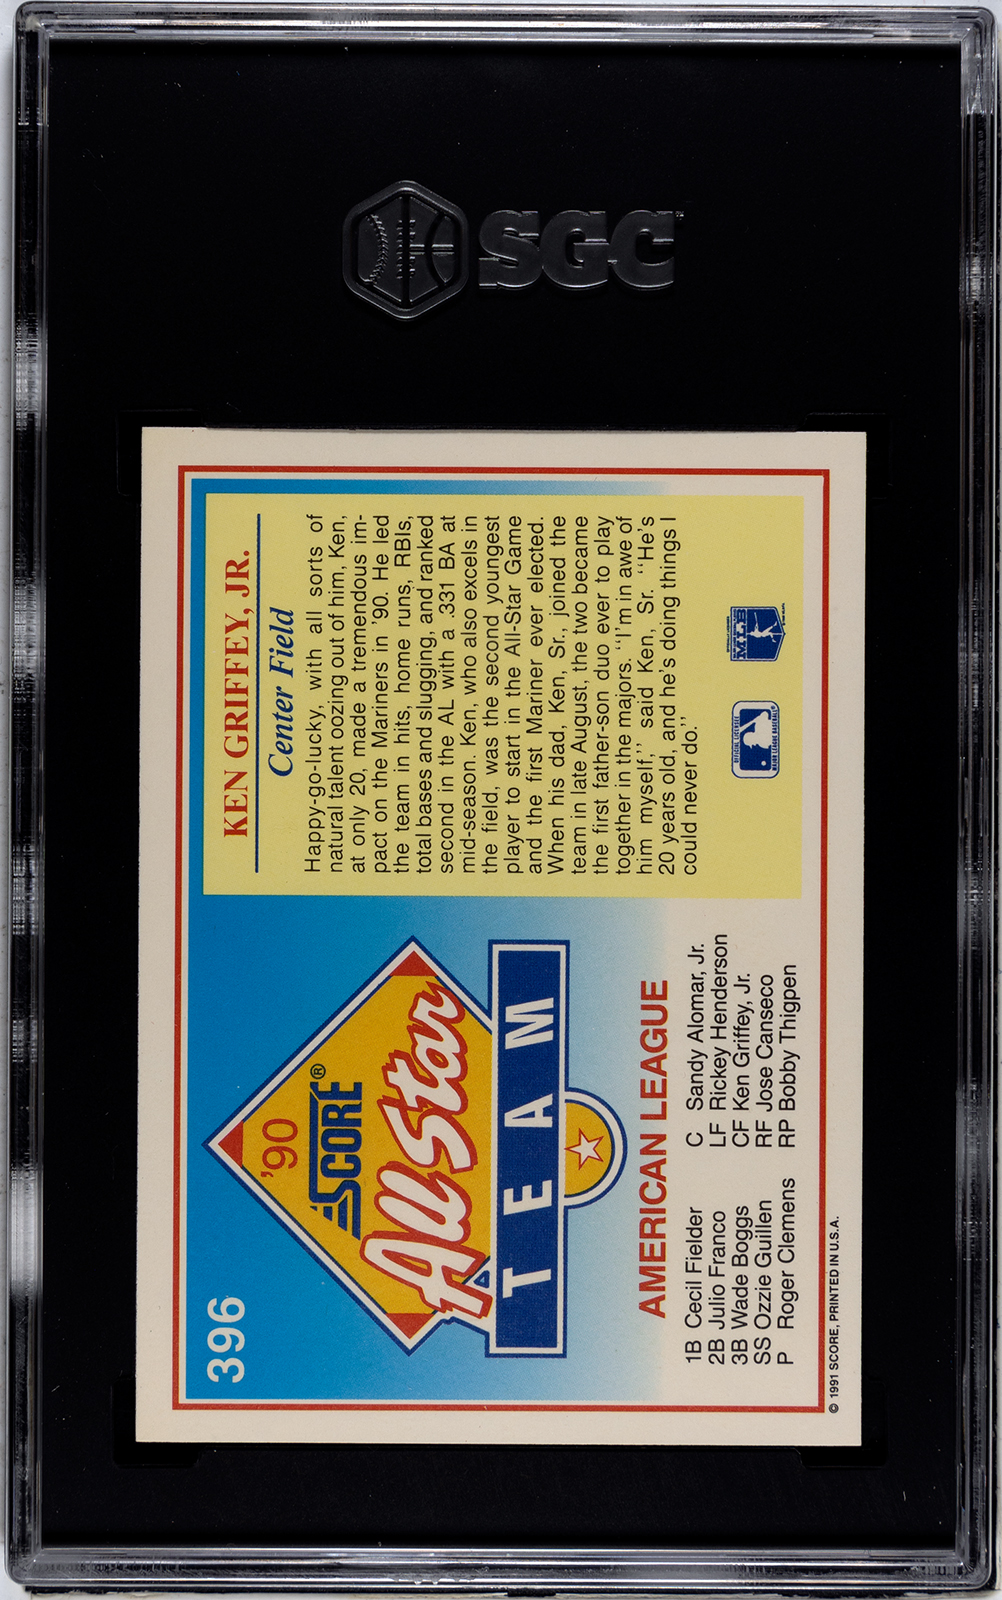 SGC
396
'90
SCORE®
All Star
TEAM
AMERICAN LEAGUE
1B Cecil Fielder
2B Julio Franco
3B Wade Boggs
SS Ozzie Guillen
P Roger Clemens
C Sandy Alomar, Jr.
LF Rickey Henderson
CF Ken Griffey, Jr.
RF Jose Canseco
RP Bobby Thigpen
© 1991 SCORE, PRINTED IN U.S.A.
KEN GRIFFEY, JR.
Center Field
Happy-go-lucky, with all sorts of
natural talent oozing out of him, Ken,
at only 20, made a tremendous im-
pact on the Mariners in '90. He led
the team in hits, home runs, RBIs,
total bases and slugging, and ranked
second in the AL with a .331 BA at
mid-season. Ken, who also excels in
the field, was the second youngest
player to start in the All-Star Game
and the first Mariner ever elected.
When his dad, Ken, Sr., joined the
team in late August, the two became
the first father-son duo ever to play
together in the majors. "I'm in awe of
him myself," said Ken, Sr. "He's
20 years old, and he's doing things I
could never do."
OFFICIAL LICENSEE
MAJOR LEAGUE BASEBALL
MLB